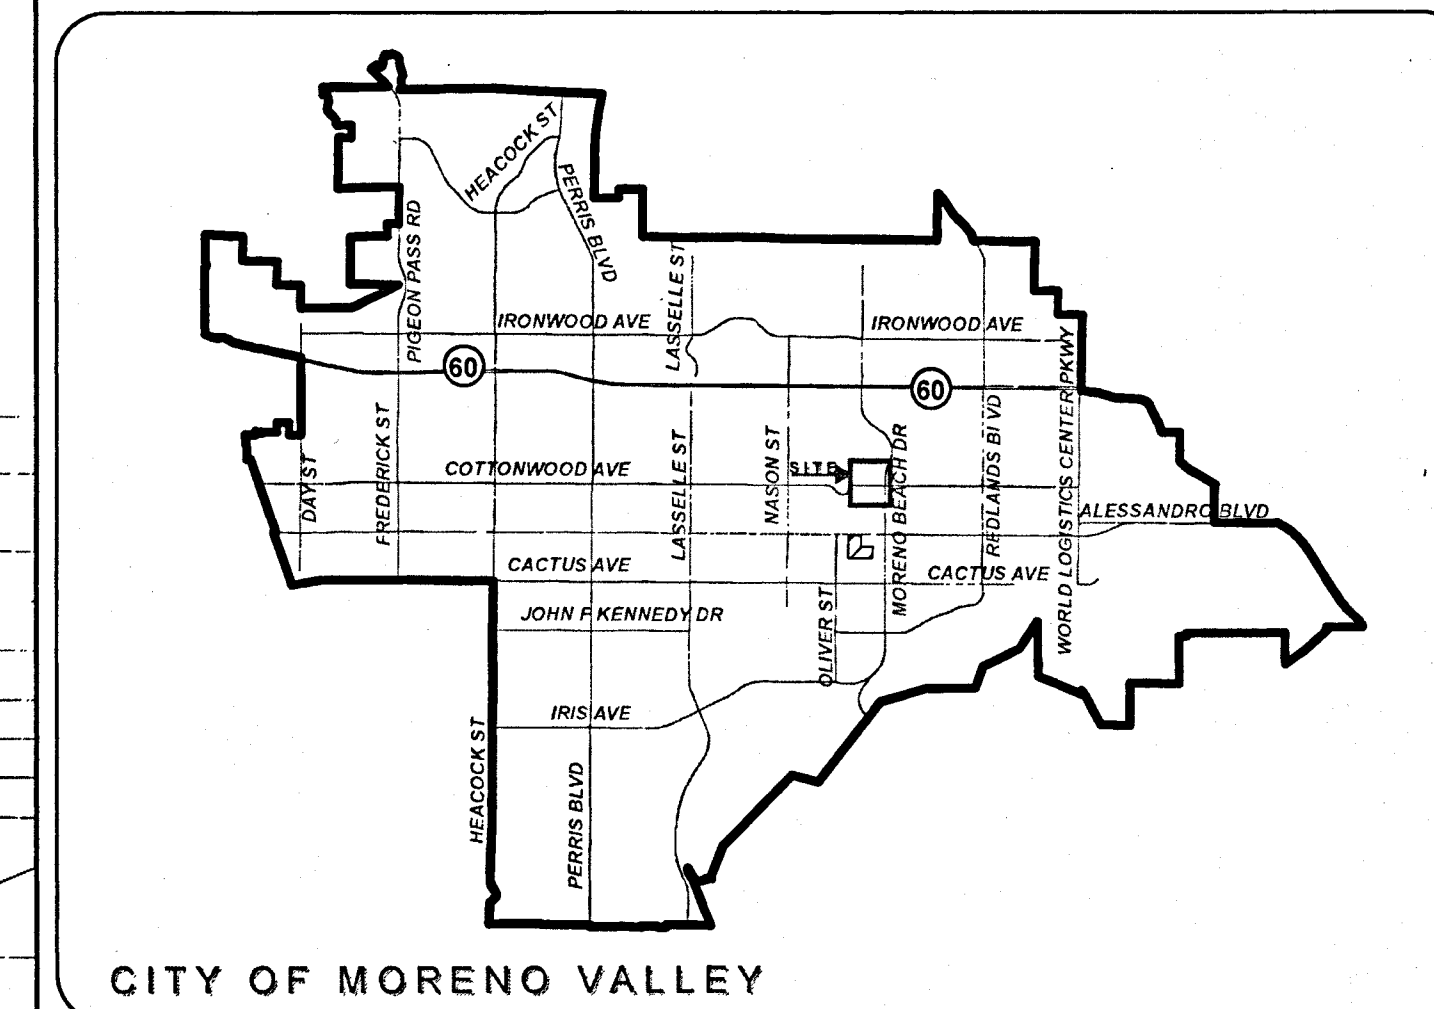 HEACOCK ST
PERRIS BLVD
PIGEON PASS RD
LASSELLE ST
IRONWOOD AVE
IRONWOOD AVE
60
60
WORLD LOGISTICS CENTER PKWY
FREDERICK ST
DAY ST
COTTONWOOD AVE
LASSELLE ST
NASON ST
SITE
MORENO BEACH DR
REDLANDS BLVD
ALESSANDRO BLVD
CACTUS AVE
CACTUS AVE
JOHN F KENNEDY DR
OLIVER ST
IRIS AVE
HEACOCK ST
PERRIS BLVD
CITY OF MORENO VALLEY